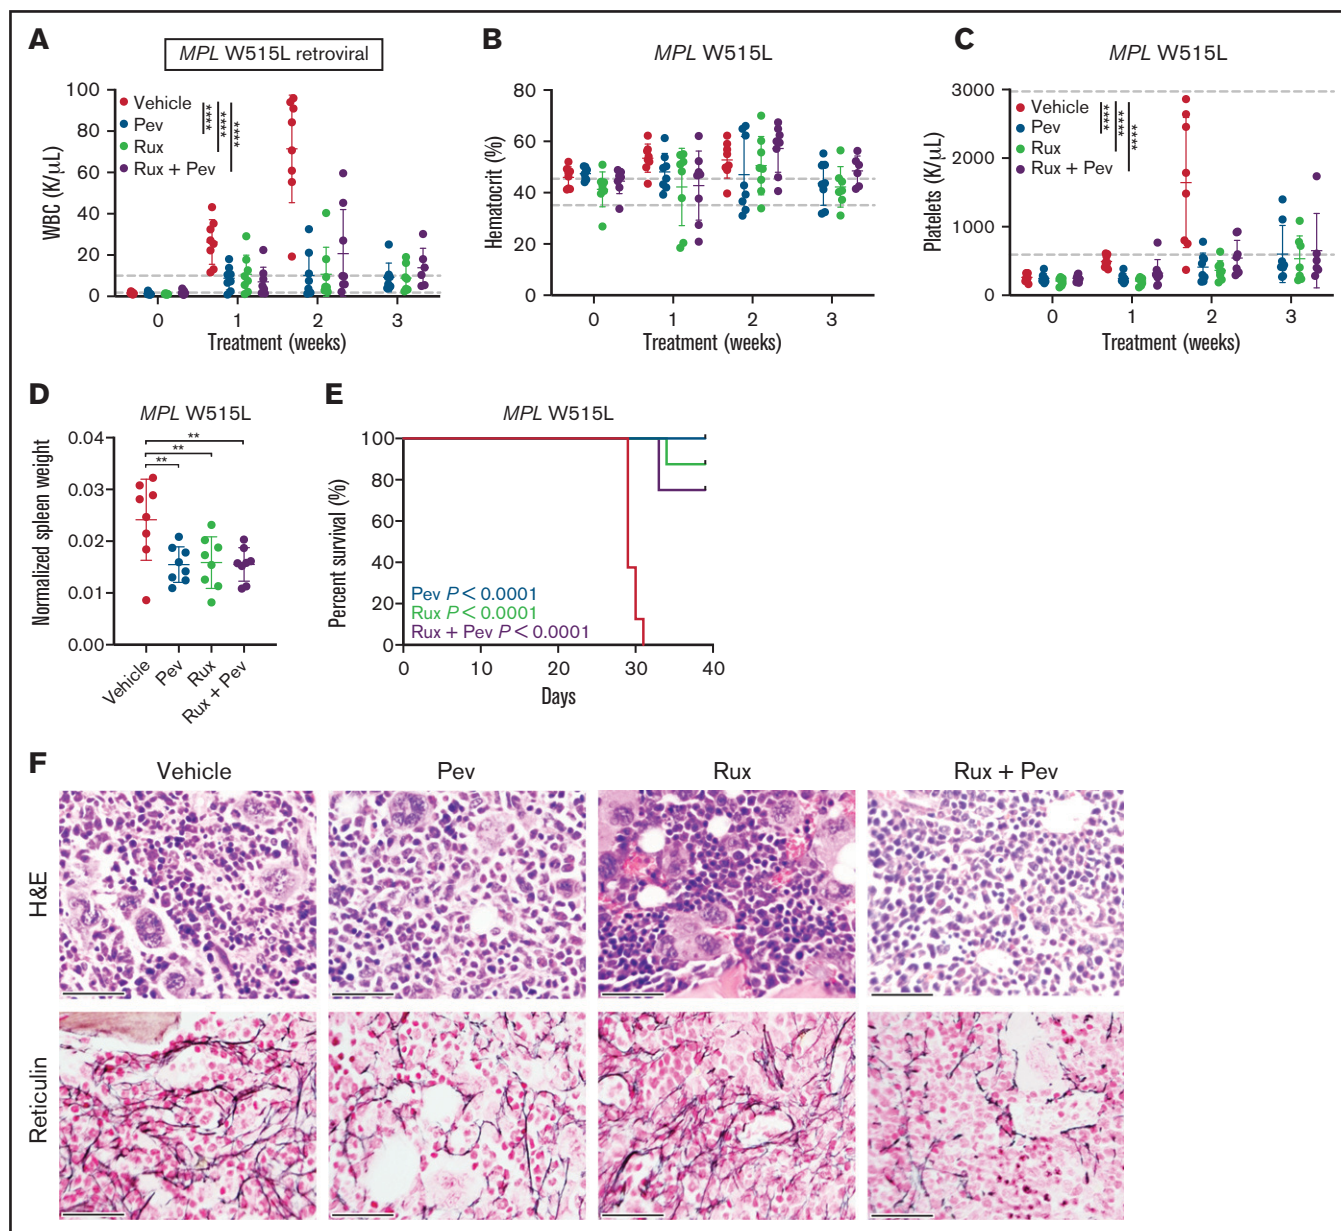 A
MPL W515L retroviral
WBC (K/μL)
100
80
60
40
20
0
Vehicle
Pev
Rux
Rux + Pev
****
****
****
0 1 2 3
Treatment (weeks)
B
MPL W515L
Hematocrit (%)
80
60
40
20
0
0 1 2 3
Treatment (weeks)
C
MPL W515L
Platelets (K/μL)
3000
2000
1000
0
Vehicle
Pev
Rux
Rux + Pev
****
****
****
0 1 2 3
Treatment (weeks)
D
MPL W515L
Normalized spleen weight
0.04
0.03
0.02
0.01
0.00
**
**
**
Vehicle
Pev
Rux
Rux + Pev
E
MPL W515L
Percent survival (%)
100
80
60
40
20
0
Pev P < 0.0001
Rux P < 0.0001
Rux + Pev P < 0.0001
0 10 20 30 40
Days
F
Vehicle Pev Rux Rux + Pev
H&E
Reticulin